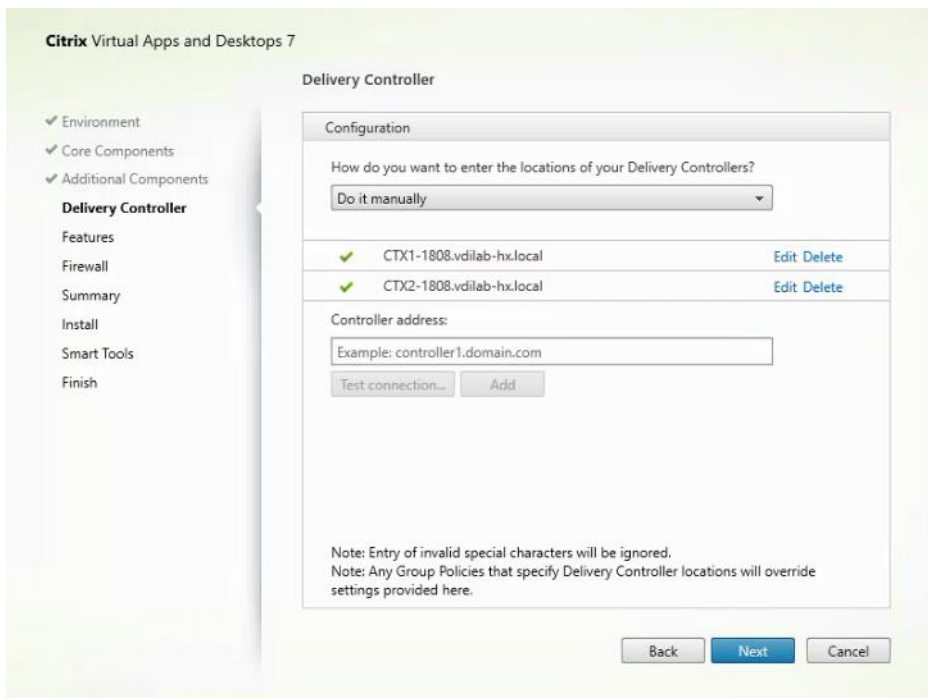 Citrix Virtual Apps and Desktops 7
Delivery Controller
Environment
Core Components
Additional Components
Delivery Controller
Features
Firewall
Summary
Install
Smart Tools
Finish
Configuration
How do you want to enter the locations of your Delivery Controllers?
Do it manually
CTX1-1808.vdilab-hx.local Edit Delete
CTX2-1808.vdilab-hx.local Edit Delete
Controller address:
Example: controller1.domain.com
Test connection... Add
Note: Entry of invalid special characters will be ignored.
Note: Any Group Policies that specify Delivery Controller locations will override
settings provided here.
Back Next Cancel